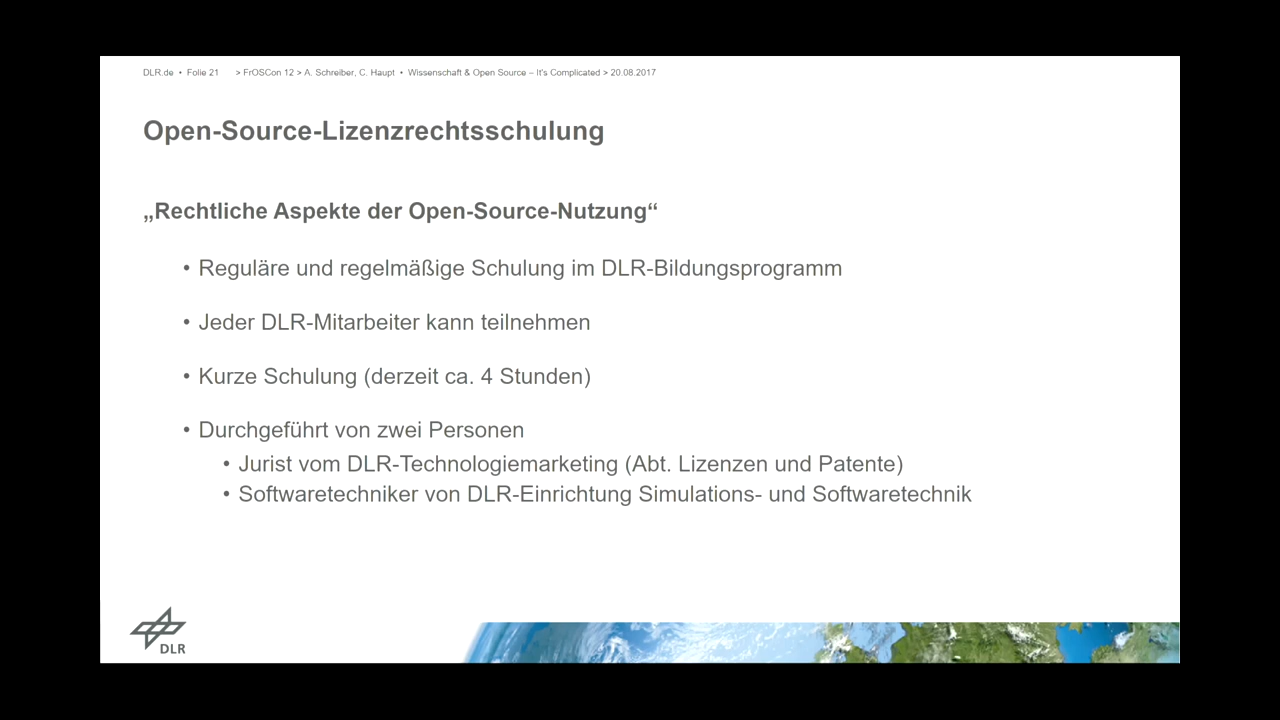 DLR.de • Folie 21 > FrOSCon 12 > A. Schreiber, C. Haupt • Wissenschaft & Open Source – It's Complicated > 20.08.2017
Open-Source-Lizenzrechtsschulung
„Rechtliche Aspekte der Open-Source-Nutzung“
• Reguläre und regelmäßige Schulung im DLR-Bildungsprogramm
• Jeder DLR-Mitarbeiter kann teilnehmen
• Kurze Schulung (derzeit ca. 4 Stunden)
• Durchgeführt von zwei Personen
• Jurist vom DLR-Technologiemarketing (Abt. Lizenzen und Patente)
• Softwaretechniker von DLR-Einrichtung Simulations- und Softwaretechnik
DLR